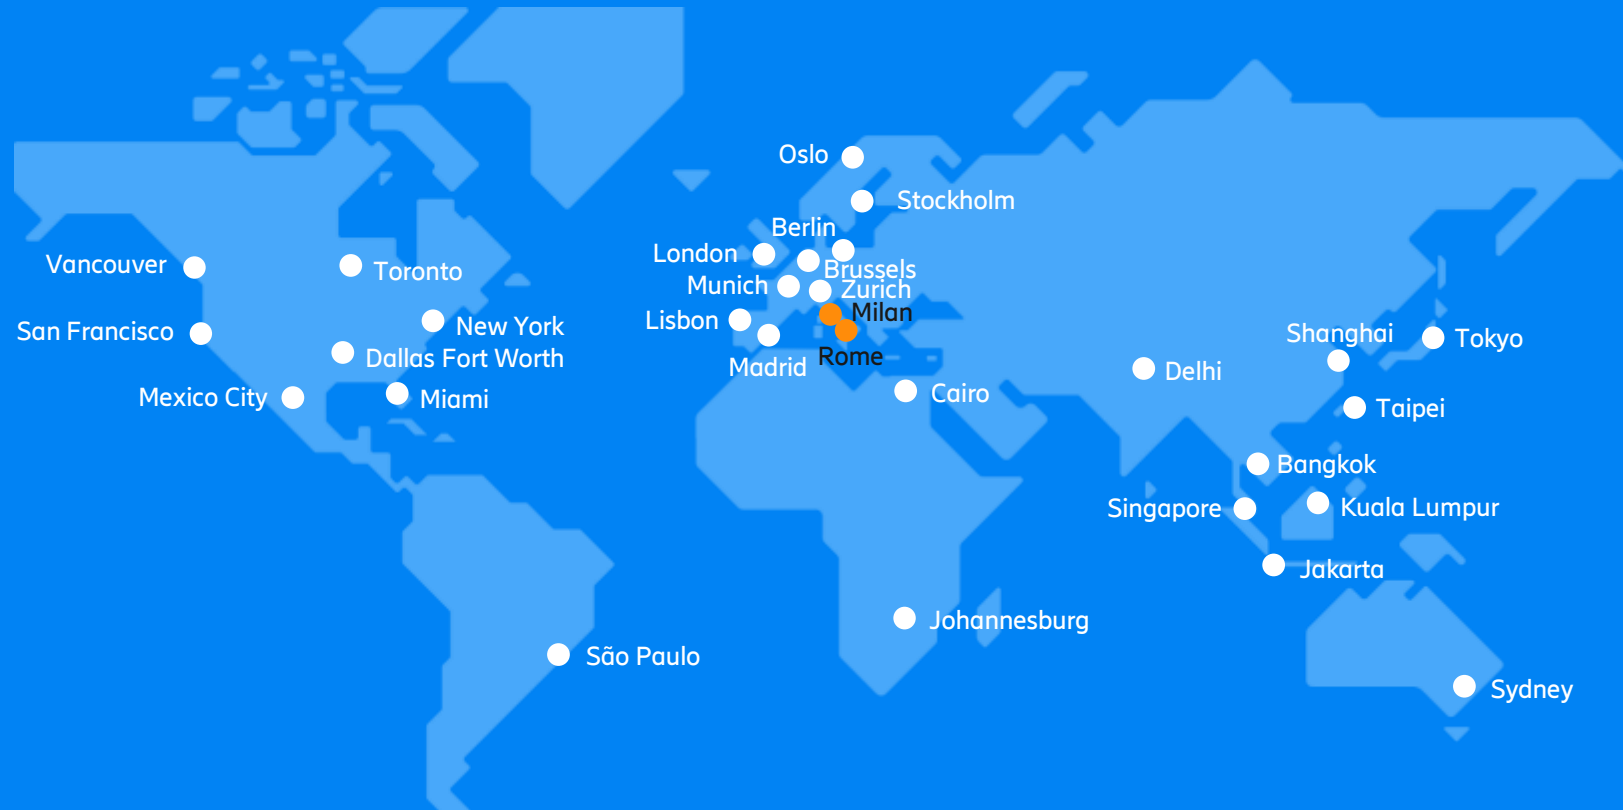 Oslo
Stockholm
Berlin
London
Brussels
Vancouver
Toronto
Munich
Zurich
Milan
Lisbon
New York
San Francisco
Shanghai
Tokyo
Rome
Dallas Fort Worth
Madrid
Delhi
Cairo
Mexico City
Miami
Taipei
Bangkok
Kuala Lumpur
Singapore
Jakarta
Johannesburg
São Paulo
Sydney